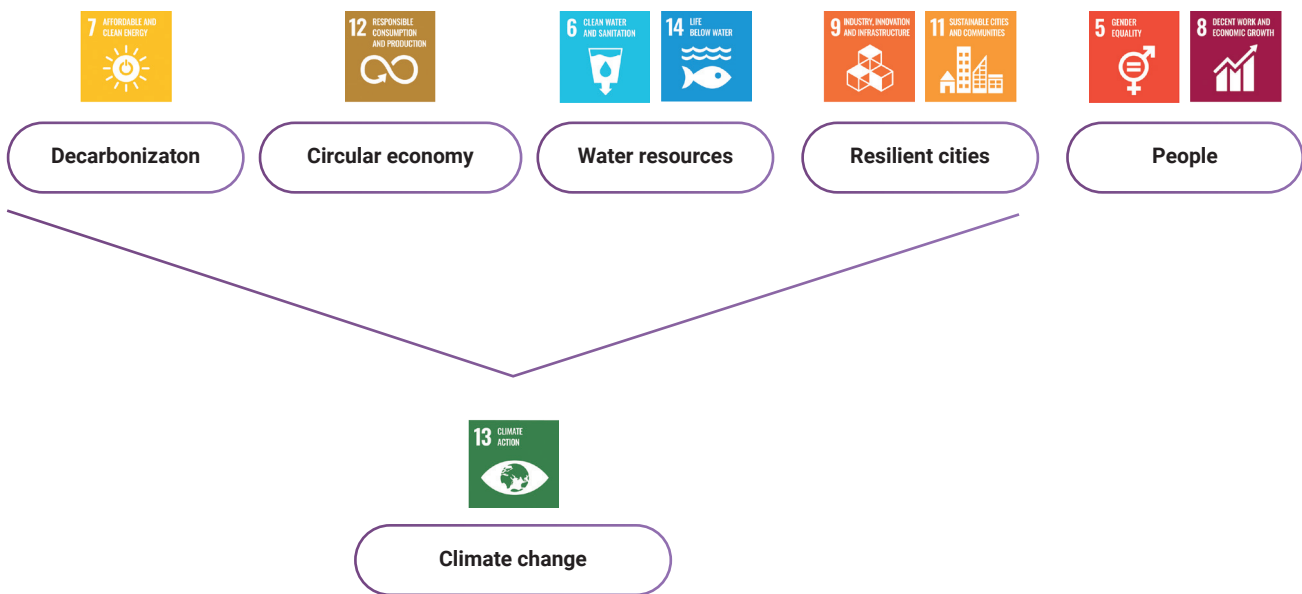 7 AFFORDABLE AND
CLEAN ENERGY
12 RESPONSIBLE
CONSUMPTION
AND PRODUCTION
6 CLEAN WATER
AND SANITATION
14 LIFE
BELOW WATER
9 INDUSTRY, INNOVATION
AND INFRASTRUCTURE
11 SUSTAINABLE CITIES
AND COMMUNITIES
5 GENDER
EQUALITY
8 DECENT WORK AND
ECONOMIC GROWTH
Decarbonizaton
Circular economy
Water resources
Resilient cities
People
13 CLIMATE
ACTION
Climate change